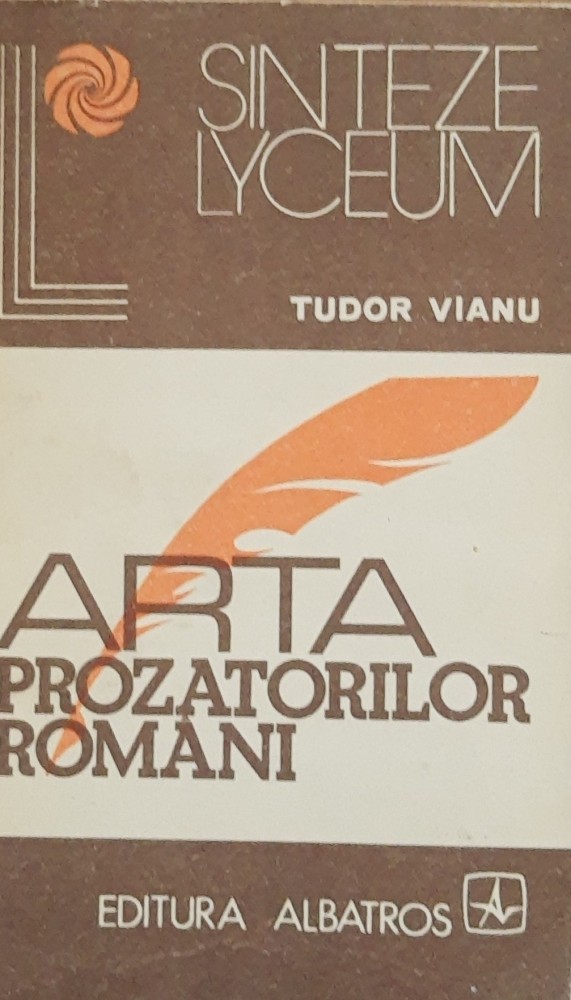 SINTEZE
LYCEUM
TUDOR VIANU
ARTA
PROZATORILOR
ROMÂNI
EDITURA ALBATROS